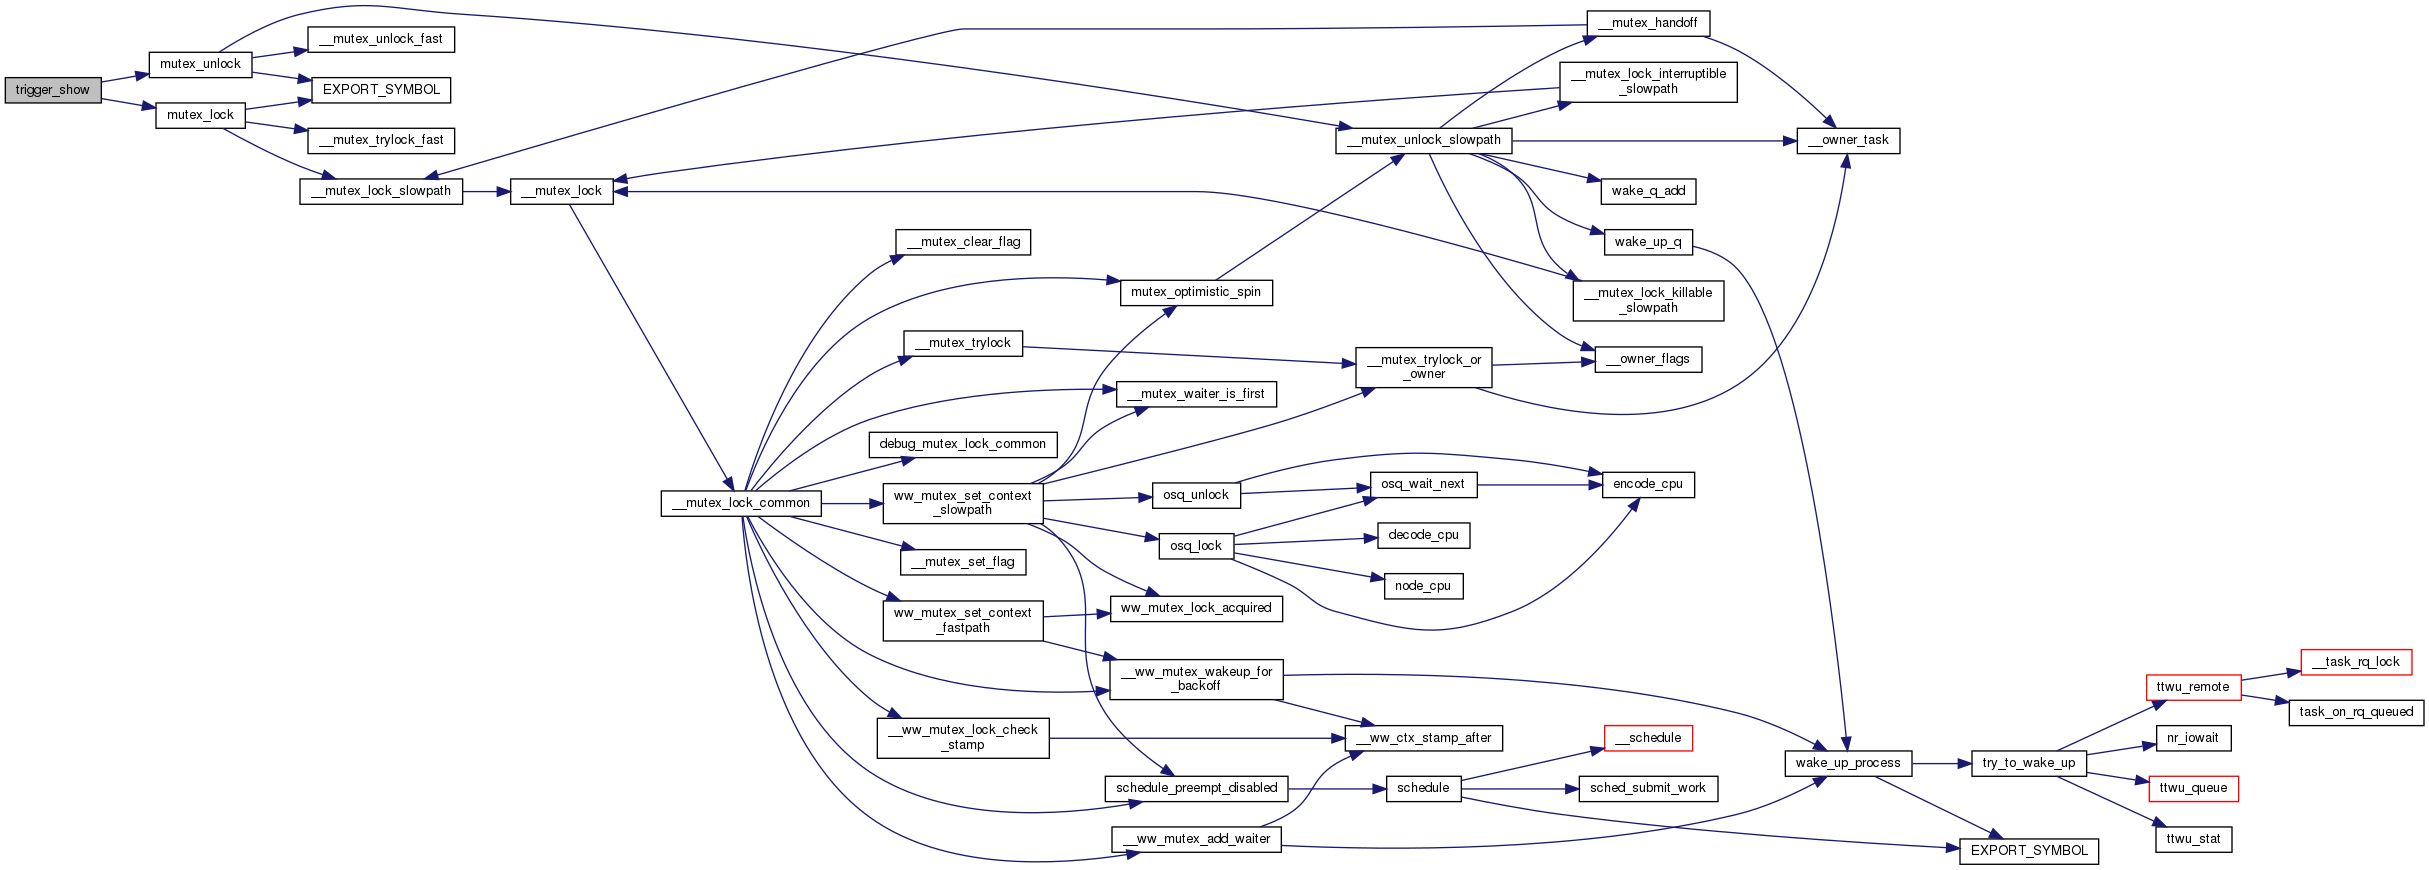 trigger_show
mutex_unlock
mutex_lock
__mutex_unlock_fast
EXPORT_SYMBOL
__mutex_trylock_fast
__mutex_lock_slowpath
__mutex_lock
__mutex_lock_common
__mutex_clear_flag
__mutex_trylock
debug_mutex_lock_common
ww_mutex_set_context
_slowpath
__mutex_set_flag
ww_mutex_set_context
_fastpath
__ww_mutex_lock_check
_stamp
mutex_optimistic_spin
__mutex_waiter_is_first
osq_unlock
osq_lock
ww_mutex_lock_acquired
__ww_mutex_wakeup_for
_backoff
schedule_preempt_disabled
__ww_mutex_add_waiter
__mutex_unlock_slowpath
__mutex_trylock_or
_owner
osq_wait_next
decode_cpu
node_cpu
__ww_ctx_stamp_after
schedule
__mutex_handoff
__mutex_lock_interruptible
_slowpath
wake_q_add
wake_up_q
__mutex_lock_killable
_slowpath
__owner_flags
encode_cpu
__schedule
sched_submit_work
__owner_task
wake_up_process
try_to_wake_up
EXPORT_SYMBOL
ttwu_remote
nr_iowait
ttwu_queue
ttwu_stat
__task_rq_lock
task_on_rq_queued